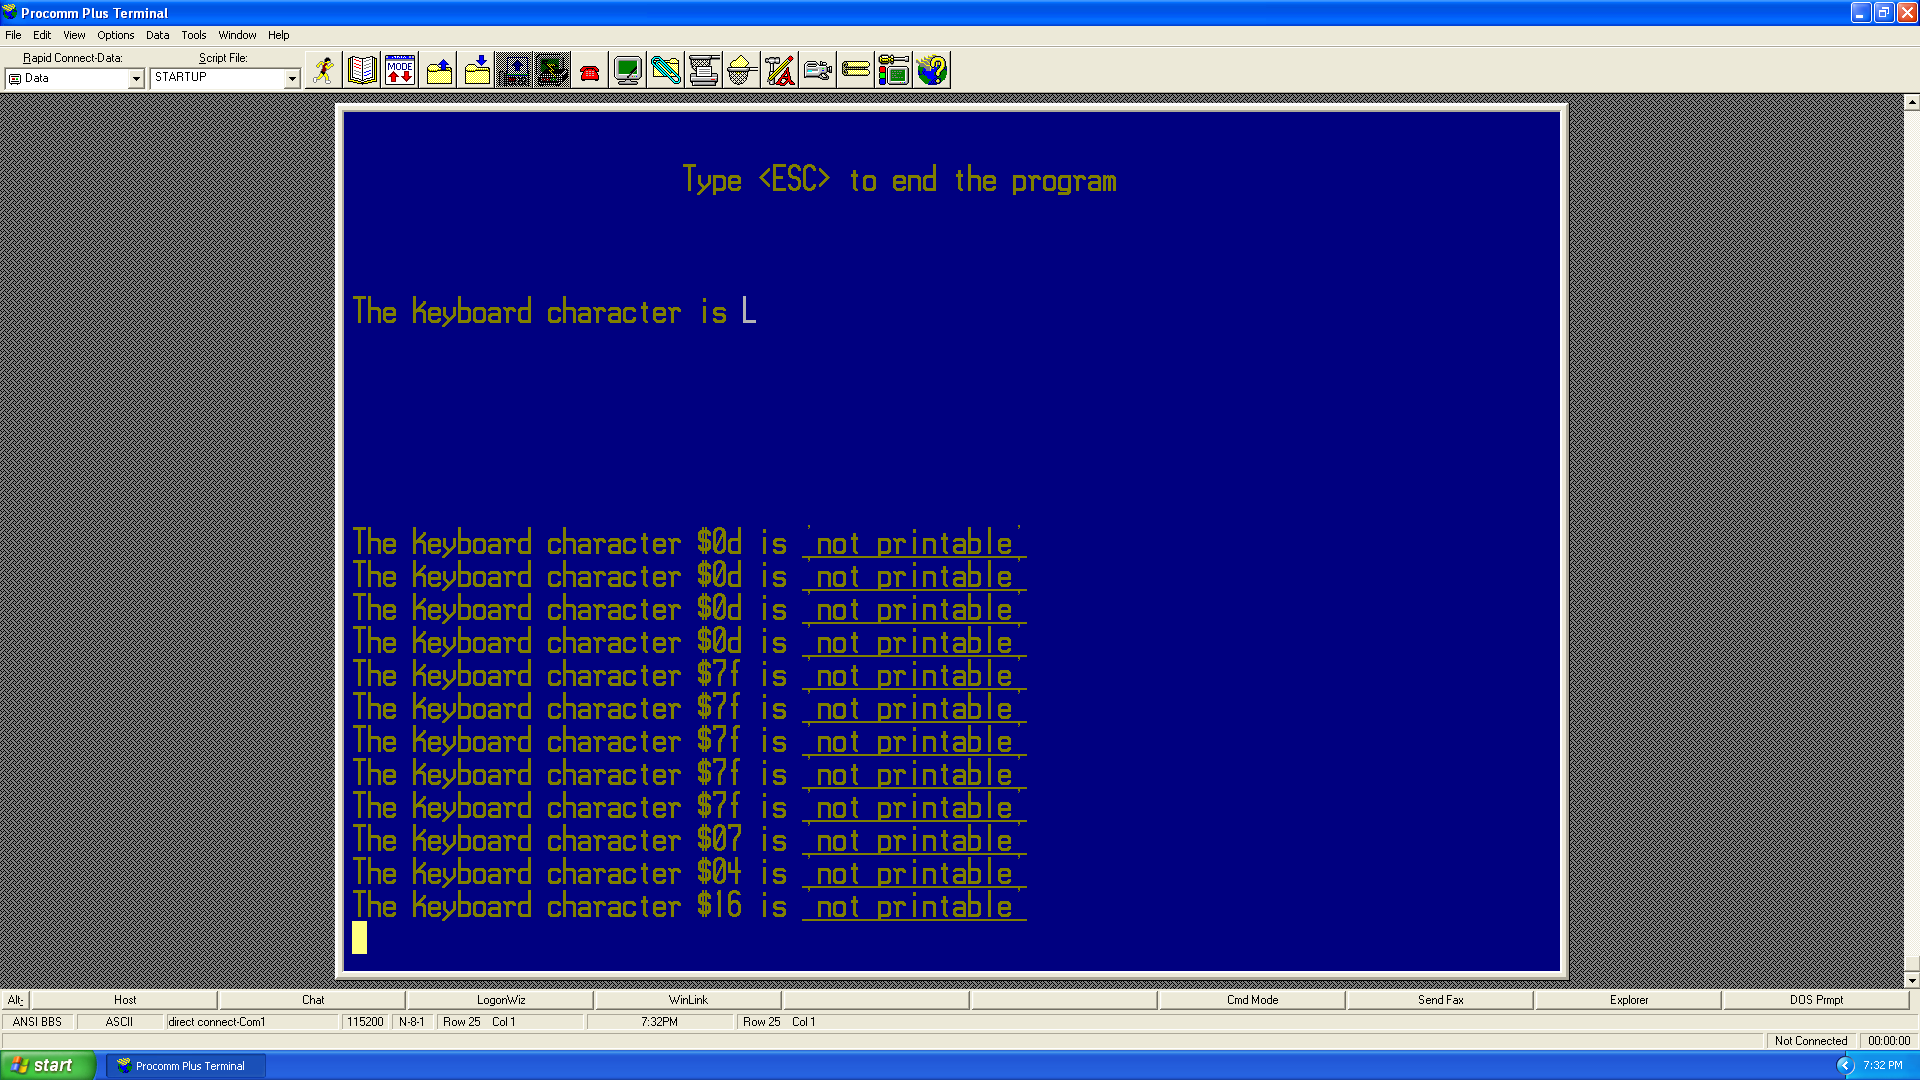 Procomm Plus Terminal
File Edit View Options Data Tools Window Help
Rapid Connect-Data: Script File:
Data STARTUP
MODE
Type <ESC> to end the program
The keyboard character is L
The keyboard character $0d is 'not printable'
The keyboard character $0d is 'not printable'
The keyboard character $0d is 'not printable'
The keyboard character $0d is 'not printable'
The keyboard character $7f is 'not printable'
The keyboard character $7f is 'not printable'
The keyboard character $7f is 'not printable'
The keyboard character $7f is 'not printable'
The keyboard character $7f is 'not printable'
The keyboard character $07 is 'not printable'
The keyboard character $04 is 'not printable'
The keyboard character $16 is 'not printable'
Alt: Host Chat LogonWiz WinLink Cmd Mode Send Fax Explorer DOS Prmpt
ANSI BBS ASCII direct connect-Com1 115200 N-8-1 Row 25 Col 1 7:32PM Row 25 Col 1
Not Connected 00:00:00
start Procomm Plus Terminal 7:32 PM